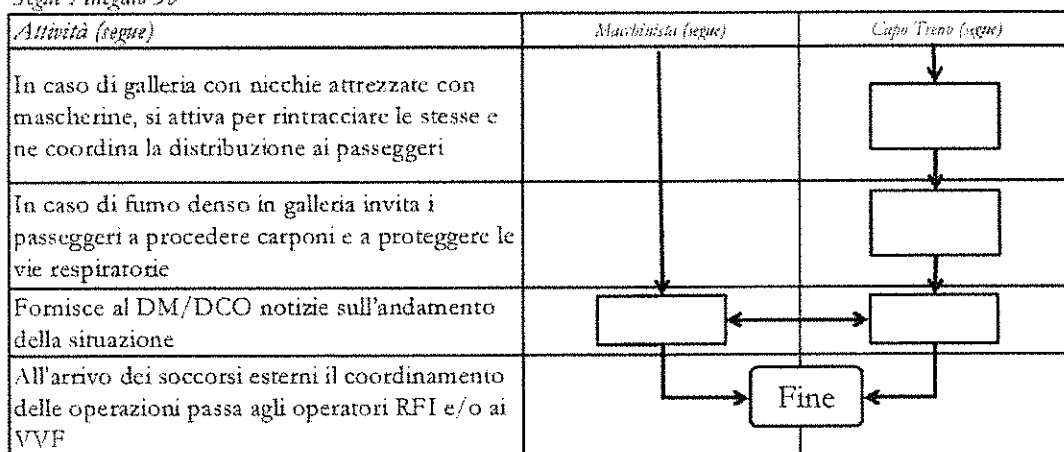 Segue Allegato 3b
Attività (segue)
Macchinista (segue)
Capo Treno (segue)
In caso di galleria con nicchie attrezzate con
mascherine, si attiva per rintracciare le stesse e
ne coordina la distribuzione ai passeggeri
In caso di fumo denso in galleria invita i
passeggeri a procedere carponi e a proteggere le
vie respiratorie
Fornisce al DM/DCO notizie sull'andamento
della situazione
All'arrivo dei soccorsi esterni il coordinamento
delle operazioni passa agli operatori RFI e/o ai
VVF
Fine